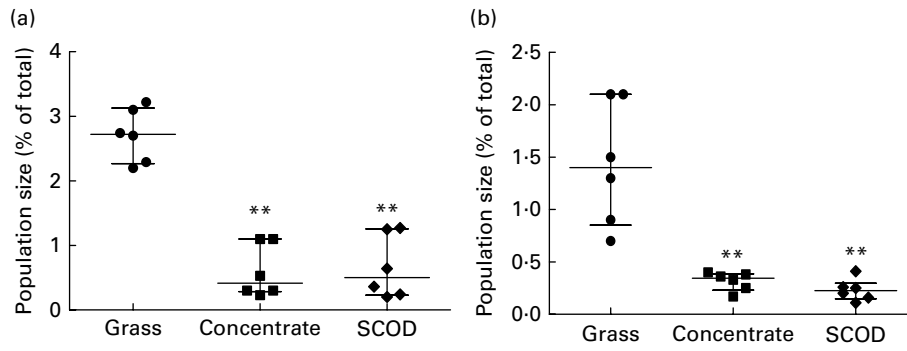 (a)
Population size (% of total)
4
3
2
1
0
**
**
Grass Concentrate SCOD
(b)
Population size (% of total)
2·5
2·0
1·5
1·0
0·5
0·0
**
**
Grass Concentrate SCOD